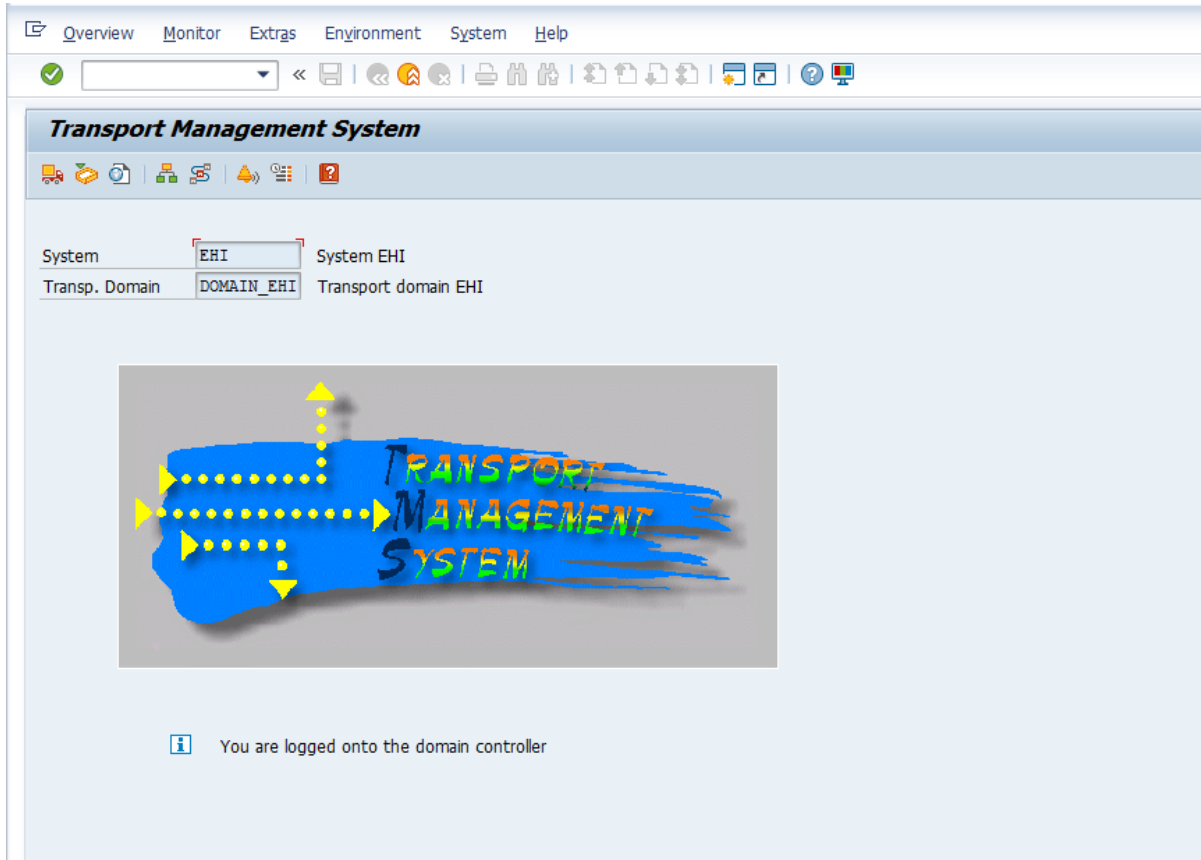 Overview Monitor Extras Environment System Help
Transport Management System
System EHI System EHI
Transp. Domain DOMAIN_EHI Transport domain EHI
TRANSPORT
MANAGEMENT
SYSTEM
You are logged onto the domain controller